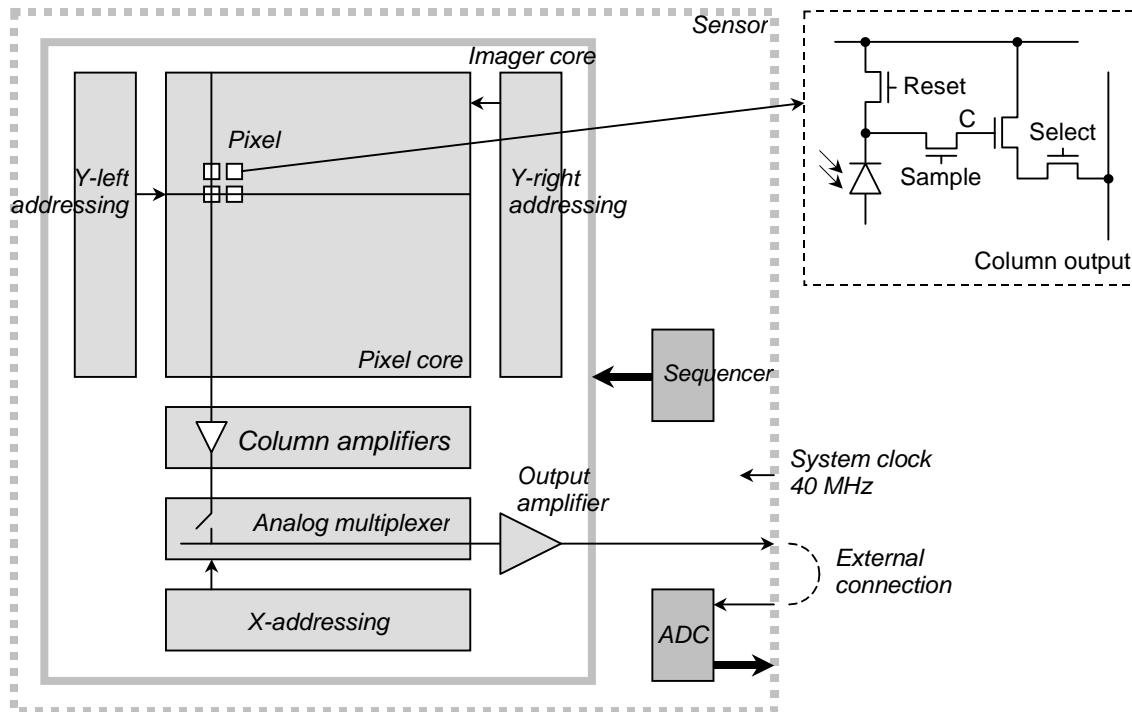 Sensor
Imager core
Reset
C
Select
Sample
Column output
Pixel
Y-left
addressing
Y-right
addressing
Pixel core
Sequencer
Column amplifiers
System clock
40 MHz
Output
amplifier
Analog multiplexer
External
connection
X-addressing
ADC